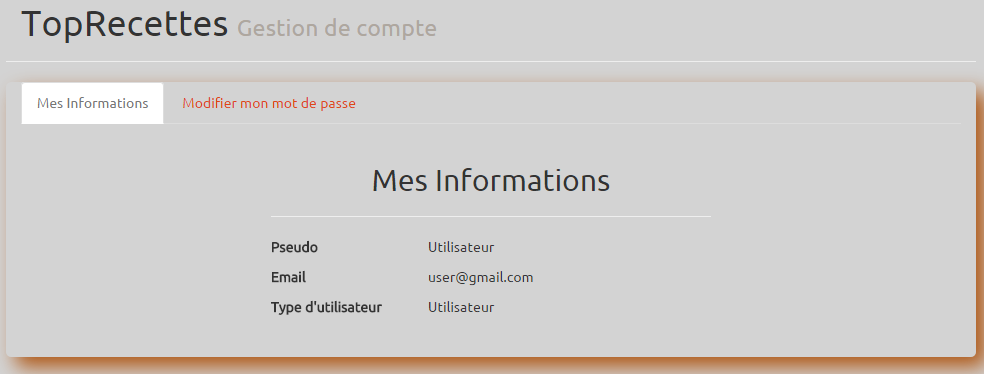 TopRecettes Gestion de compte
Mes Informations Modifier mon mot de passe
Mes Informations
Pseudo Utilisateur
Email user@gmail.com
Type d'utilisateur Utilisateur